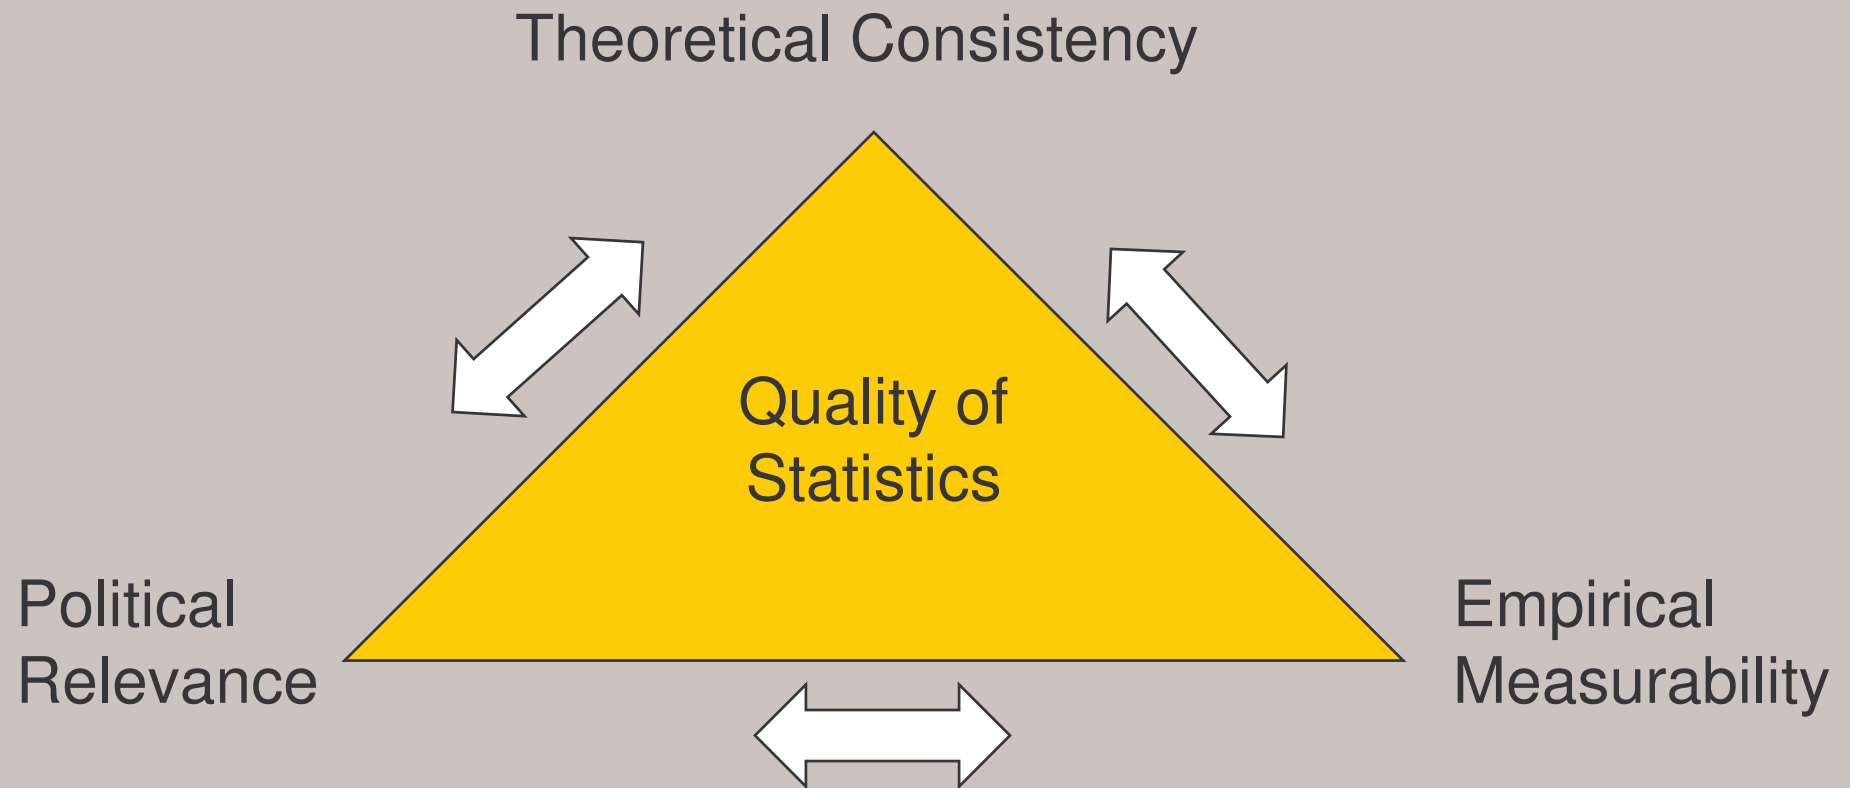 Theoretical Consistency
Quality of
Statistics
Political
Relevance
Empirical
Measurability